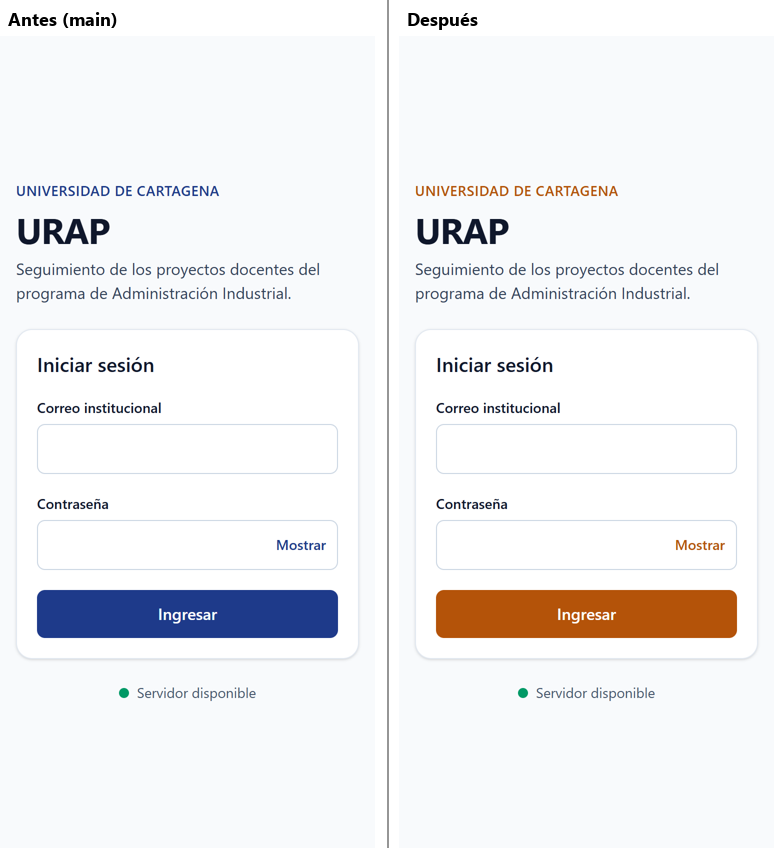 Antes (main)
UNIVERSIDAD DE CARTAGENA
URAP
Seguimiento de los proyectos docentes del
programa de Administración Industrial.
Iniciar sesión
Correo institucional
Contraseña
Mostrar
Ingresar
Servidor disponible
Después
UNIVERSIDAD DE CARTAGENA
URAP
Seguimiento de los proyectos docentes del
programa de Administración Industrial.
Iniciar sesión
Correo institucional
Contraseña
Mostrar
Ingresar
Servidor disponible